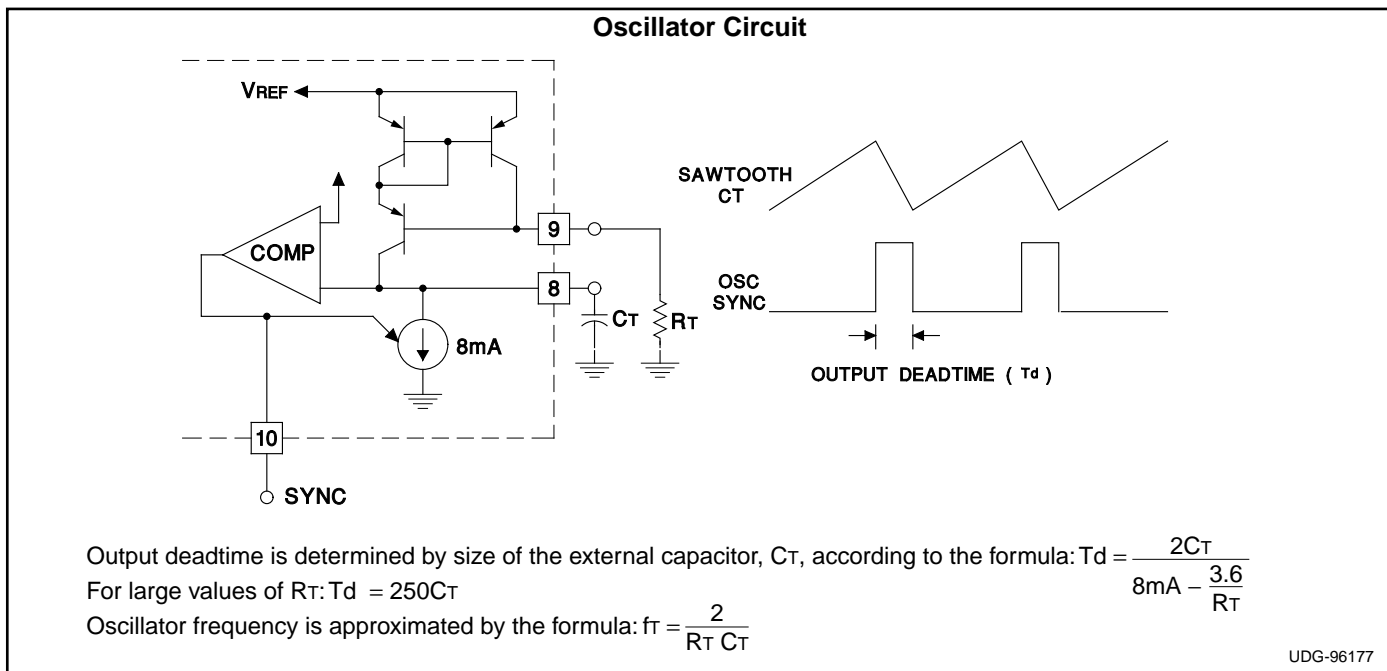 Oscillator Circuit
VREF
COMP
9
8
CT
RT
8mA
10
SYNC
SAWTOOTH
CT
OSC
SYNC
OUTPUT DEADTIME ( Td )
Output deadtime is determined by size of the external capacitor, CT, according to the formula: Td = 2CT / (8mA − 3.6 / RT)
For large values of RT: Td = 250CT
Oscillator frequency is approximated by the formula: fT = 2 / (RT CT)
UDG-96177